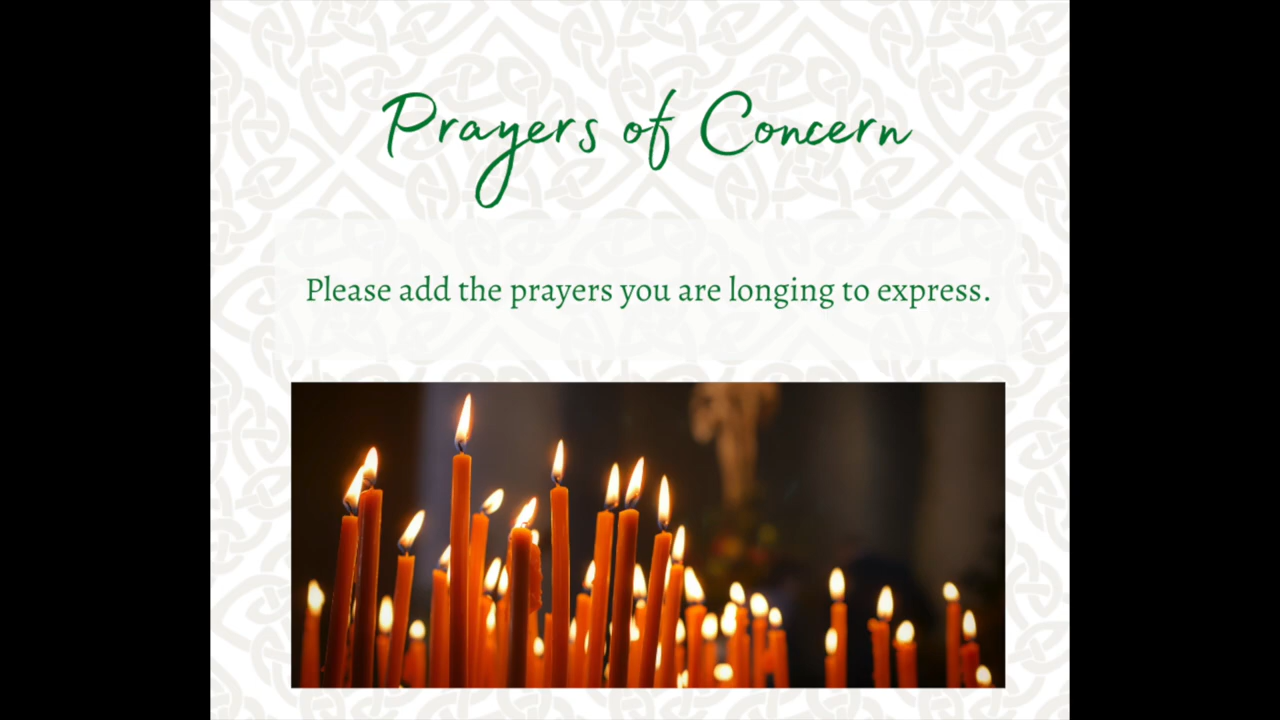 Prayers of Concern
Please add the prayers you are longing to express.